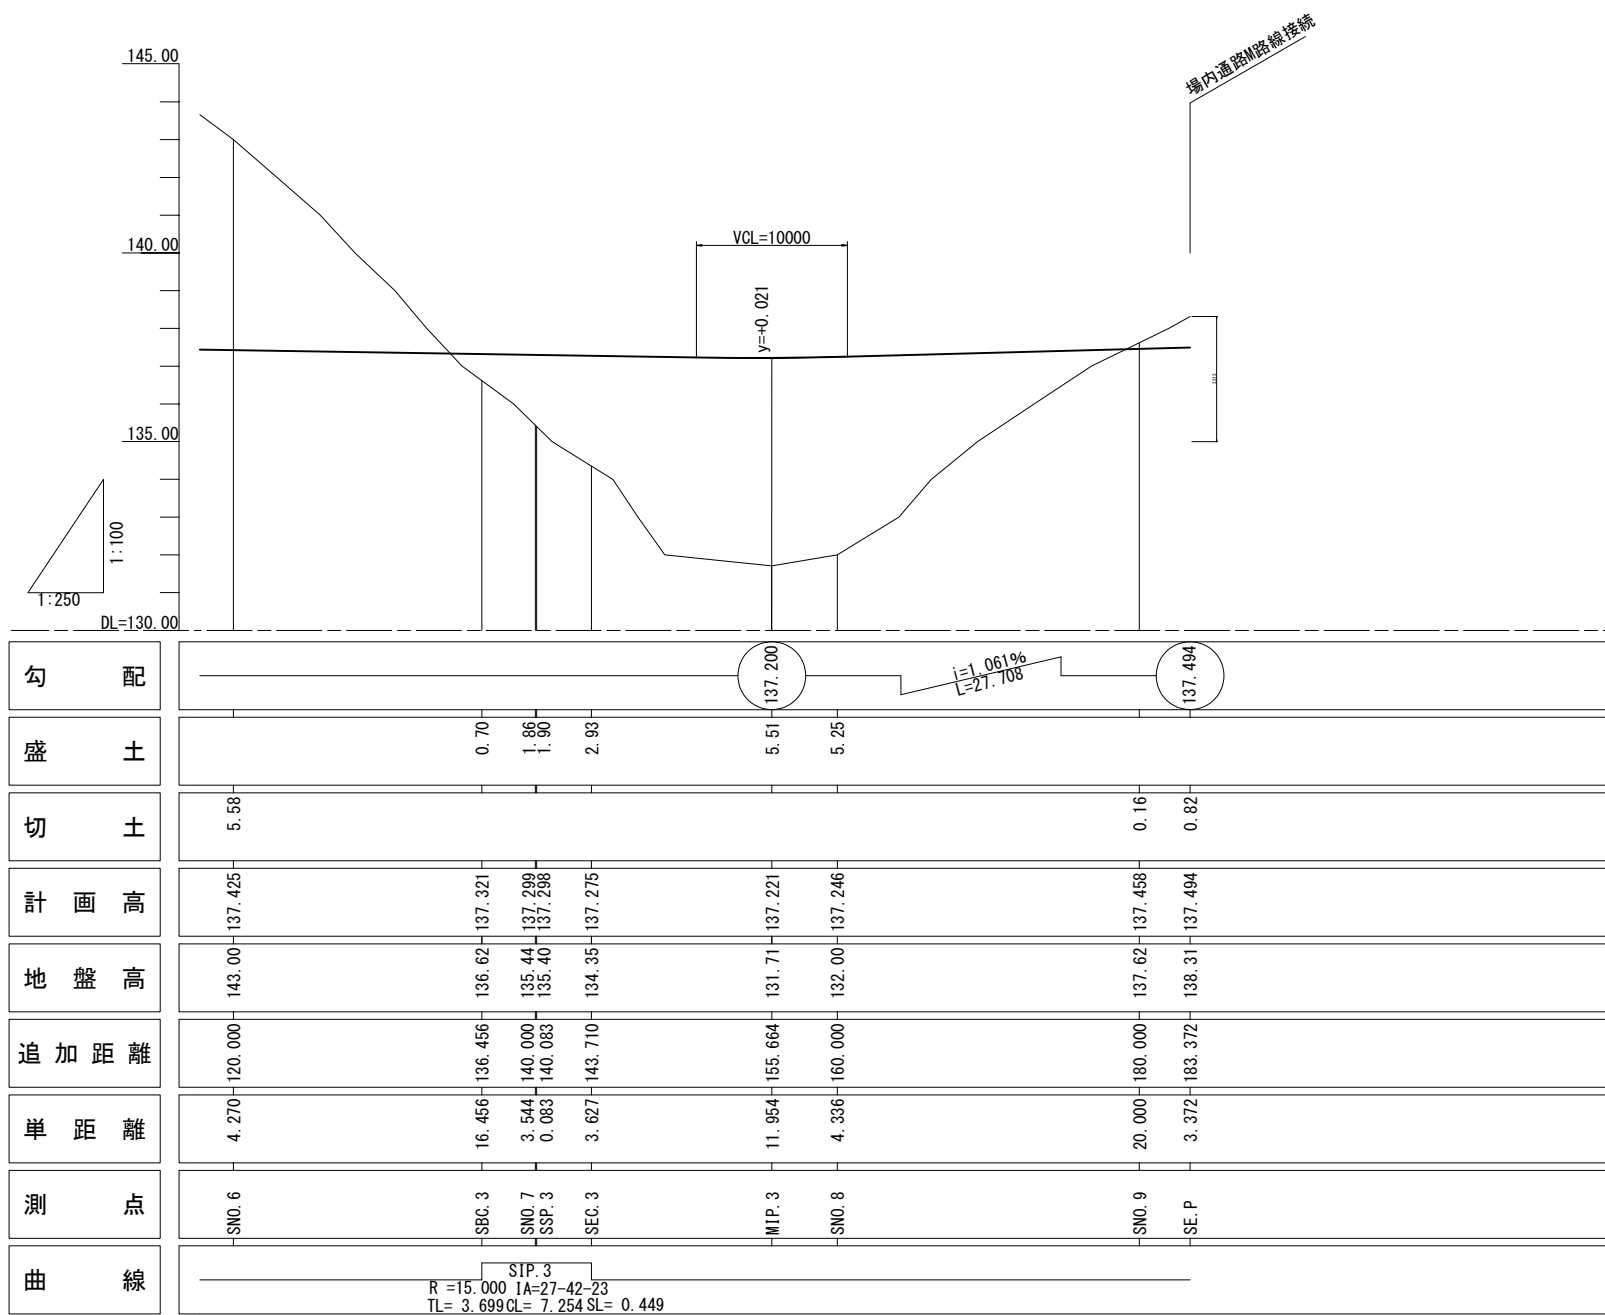 場内通路M路線接続
145.00
140.00
135.00
DL=130.00
VCL=10000
y=+0.021
1:100
1:250
勾配 137.200 i=1.061% L=27.708 137.494
盛土 0.70 1.86 1.90 2.93 5.51 5.25
切土 5.58 0.16 0.82
計画高 137.425 137.321 137.299 137.298 137.275 137.221 137.246 137.458 137.494
地盤高 143.00 136.62 135.44 135.40 134.35 131.71 132.00 137.62 138.31
追加距離 120.000 136.456 140.000 140.083 143.710 155.664 160.000 180.000 183.372
単距離 4.270 16.456 3.544 0.083 3.627 11.954 4.336 20.000 3.372
測点 SNO.6 SBC.3 SNO.7 SSP.3 SEC.3 MIP.3 SNO.8 SNO.9 SE.P
曲線 SIP.3
R =15.000 IA=27-42-23
TL= 3.699 CL= 7.254 SL= 0.449